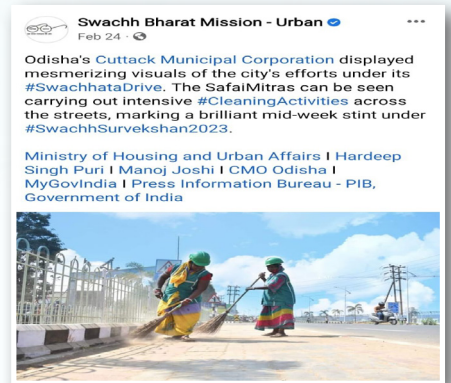 Swachh Bharat Mission - Urban
Feb 24 ·
Odisha's Cuttack Municipal Corporation displayed
mesmerizing visuals of the city's efforts under its
#SwachhataDrive. The SafaiMitras can be seen
carrying out intensive #CleaningActivities across
the streets, marking a brilliant mid-week stint under
#SwachhSurvekshan2023.
Ministry of Housing and Urban Affairs I Hardeep
Singh Puri I Manoj Joshi I CMO Odisha I
MyGovIndia I Press Information Bureau - PIB,
Government of India